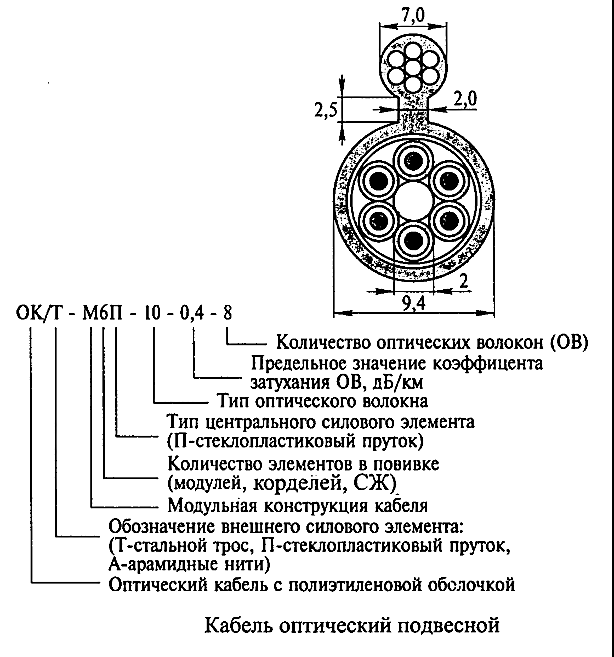 7,0
2,5
2,0
2
9,4
ОК/Т - М6П - 10 - 0,4 - 8
Количество оптических волокон (ОВ)
Предельное значение коэффицента
затухания ОВ, дБ/км
Тип оптического волокна
Тип центрального силового элемента
(П-стеклопластиковый пруток)
Количество элементов в повивке
(модулей, корделей, СЖ)
Модульная конструкция кабеля
Обозначение внешнего силового элемента:
(Т-стальной трос, П-стеклопластиковый пруток,
А-арамидные нити)
Оптический кабель с полиэтиленовой оболочкой
Кабель оптический подвесной